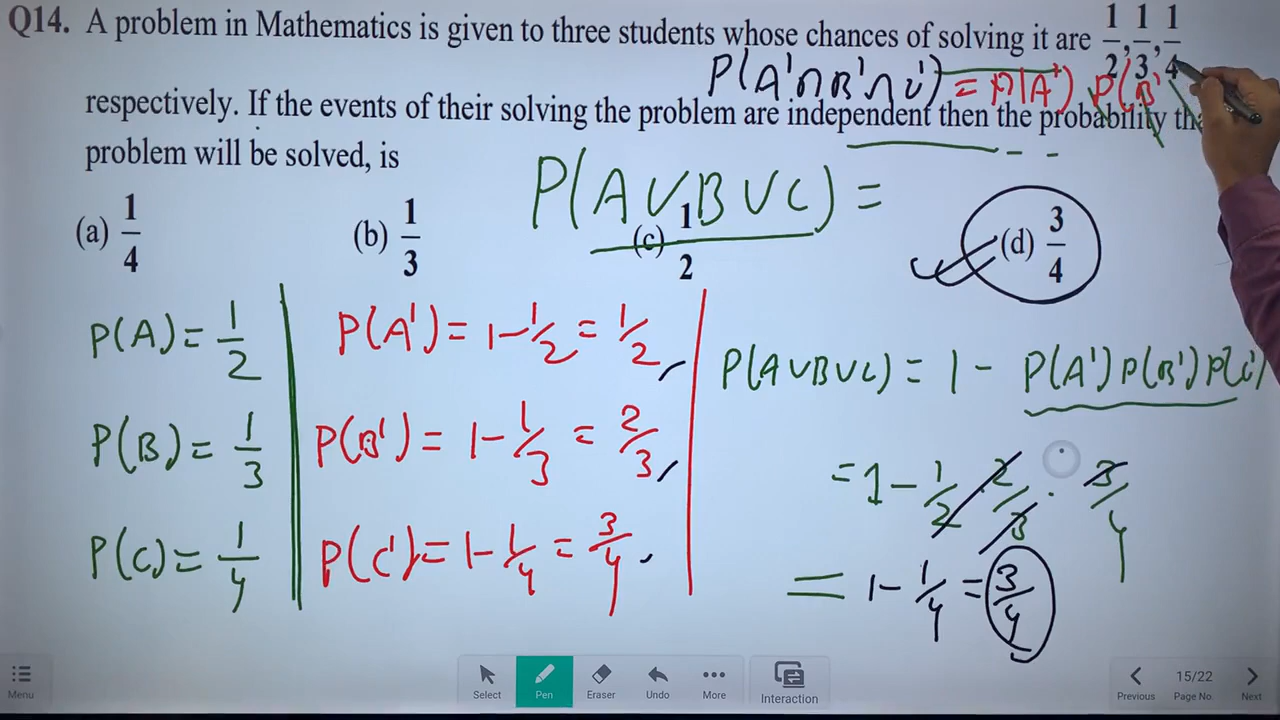 Q14. A problem in Mathematics is given to three students whose chances of solving it are 1/2, 1/3, 1/4
P(A'∩B'∩C') = P(A') P(B'
respectively. If the events of their solving the problem are independent then the probability
problem will be solved, is
P(A∪B∪C) =
(a) 1/4 (b) 1/3 (c) 1/2 (d) 3/4
P(A) = 1/2
P(B) = 1/3
P(C) = 1/4
P(A') = 1-1/2 = 1/2,
P(B') = 1-1/3 = 2/3,
P(C') = 1-1/4 = 3/4,
P(A∪B∪C) = 1 - P(A') P(B') P(C')
= 1 - 1/2 . 2/3 . 3/4
= 1 - 1/4 = 3/4
Menu
Select Pen Eraser Undo More Interaction
Previous 15/22 Page No. Next